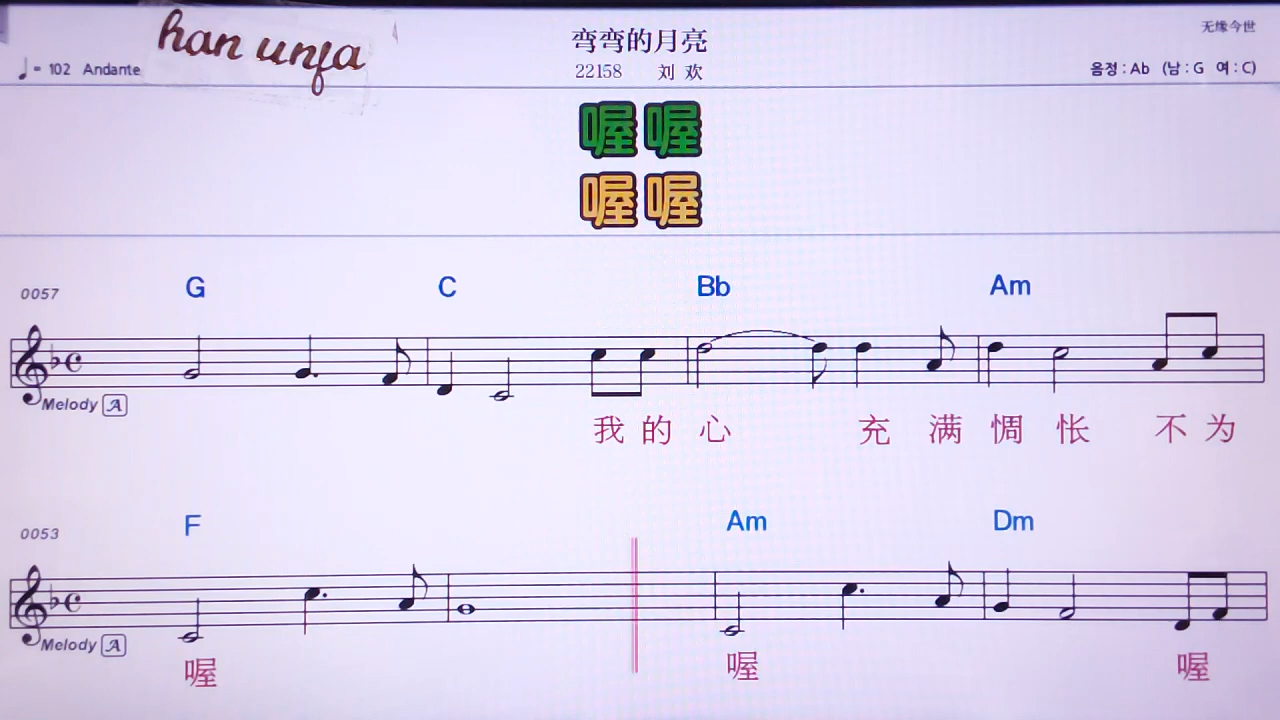 han unja
弯弯的月亮
无缘今世
♩= 102 Andante
22158 刘 欢
음정 : Ab (남 : G 여 : C)
喔 喔
喔 喔
0057 G C Bb Am
Melody A
我 的 心 充 满 惆 怅 不 为
0053 F Am Dm
Melody A
喔 喔 喔